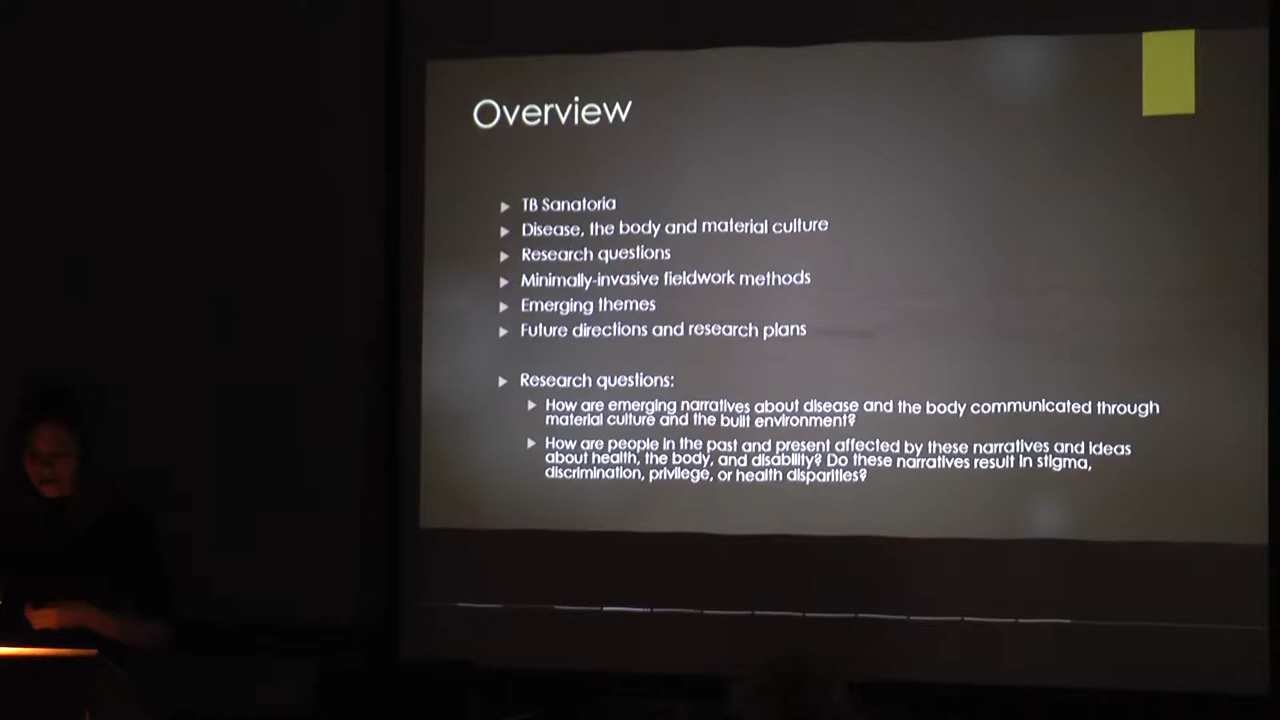 Overview
TB Sanatoria
Disease, the body and material culture
Research questions
Minimally-invasive fieldwork methods
Emerging themes
Future directions and research plans
Research questions:
How are emerging narratives about disease and the body communicated through
material culture and the built environment?
How are people in the past and present affected by these narratives and ideas
about health, the body, and disability? Do these narratives result in stigma,
discrimination, privilege, or health disparities?